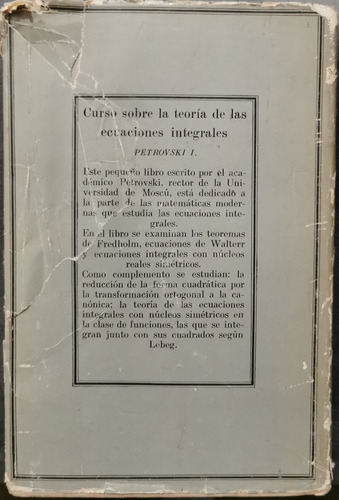 Curso sobre la teoría de las
ecuaciones integrales
PETROVSKI I.
Este pequeño libro escrito por el aca-
démico Petrovski, rector de la Uni-
versidad de Moscú, está dedicado a
la parte de las matemáticas moder-
nas que estudia las ecuaciones inte-
grales.
En el libro se examinan los teoremas
de Fredholm, ecuaciones de Walterr
y ecuaciones integrales con núcleos
reales simétricos.
Como complemento se estudian: la
reducción de la forma cuadrática por
la transformación ortogonal a la ca-
nónica; la teoría de las ecuaciones
integrales con núcleos simétricos en
la clase de funciones, las que se inte-
gran junto con sus cuadrados según
Lebeg.